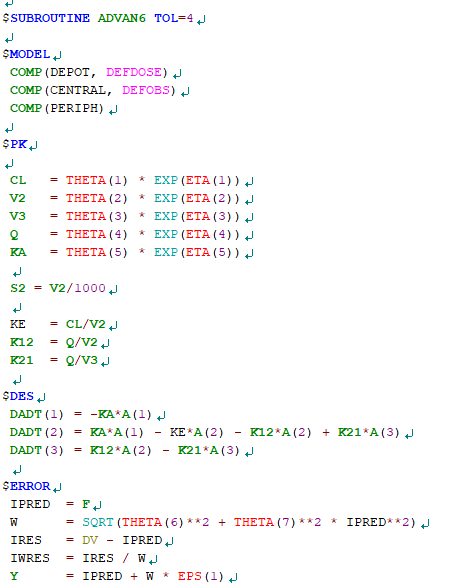 $SUBROUTINE ADVAN6 TOL=4
$MODEL
COMP(DEPOT, DEFDOSE)
COMP(CENTRAL, DEFOBS)
COMP(PERIPH)
$PK
CL = THETA(1) * EXP(ETA(1))
V2 = THETA(2) * EXP(ETA(2))
V3 = THETA(3) * EXP(ETA(3))
Q = THETA(4) * EXP(ETA(4))
KA = THETA(5) * EXP(ETA(5))
S2 = V2/1000
KE = CL/V2
K12 = Q/V2
K21 = Q/V3
$DES
DADT(1) = -KA*A(1)
DADT(2) = KA*A(1) - KE*A(2) - K12*A(2) + K21*A(3)
DADT(3) = K12*A(2) - K21*A(3)
$ERROR
IPRED = F
W = SQRT(THETA(6)**2 + THETA(7)**2 * IPRED**2)
IRES = DV - IPRED
IWRES = IRES / W
Y = IPRED + W * EPS(1)